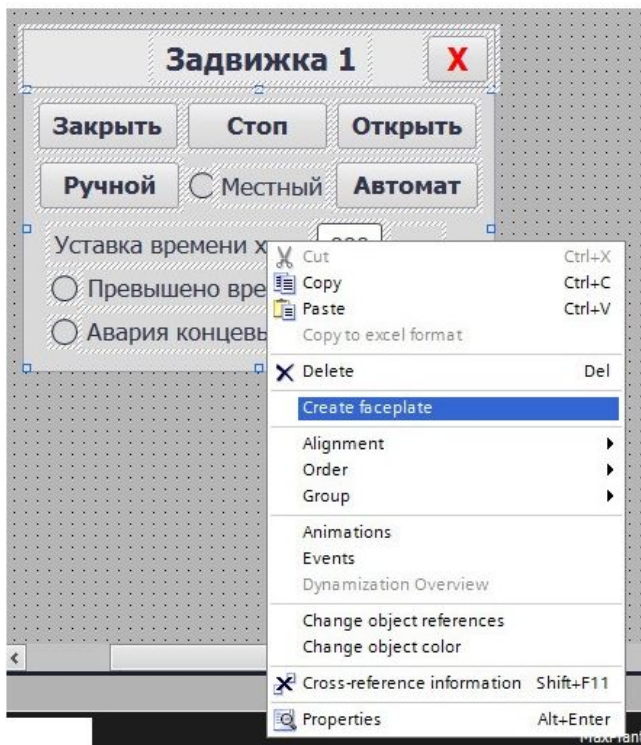 Задвижка 1 X
Закрыть Стоп Открыть
Ручной Местный Автомат
Уставка времени
Превышено
Авария
Cut Ctrl+X
Copy Ctrl+C
Paste Ctrl+V
Copy to excel format
Delete Del
Create faceplate
Alignment
Order
Group
Animations
Events
Dynamization Overview
Change object references
Change object color
Cross-reference information Shift+F11
Properties Alt+Enter